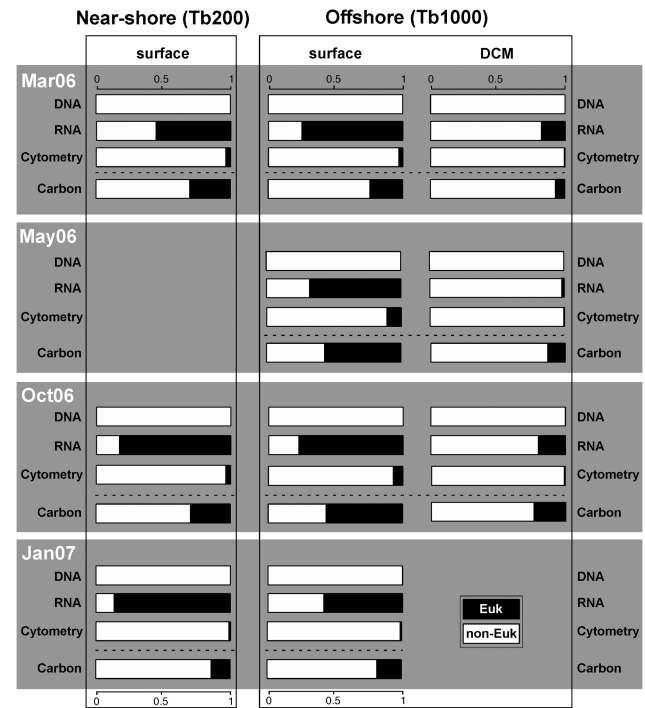 Near-shore (Tb200) Offshore (Tb1000)
surface surface DCM
Mar06
0 0.5 1 0 0.5 1 0 0.5 1
DNA DNA
RNA RNA
Cytometry Cytometry
Carbon Carbon
May06
DNA DNA
RNA RNA
Cytometry Cytometry
Carbon Carbon
Oct06
DNA DNA
RNA RNA
Cytometry Cytometry
Carbon Carbon
Jan07
DNA DNA
RNA Euk RNA
Cytometry non-Euk Cytometry
Carbon Carbon
0 0.5 1 0 0.5 1